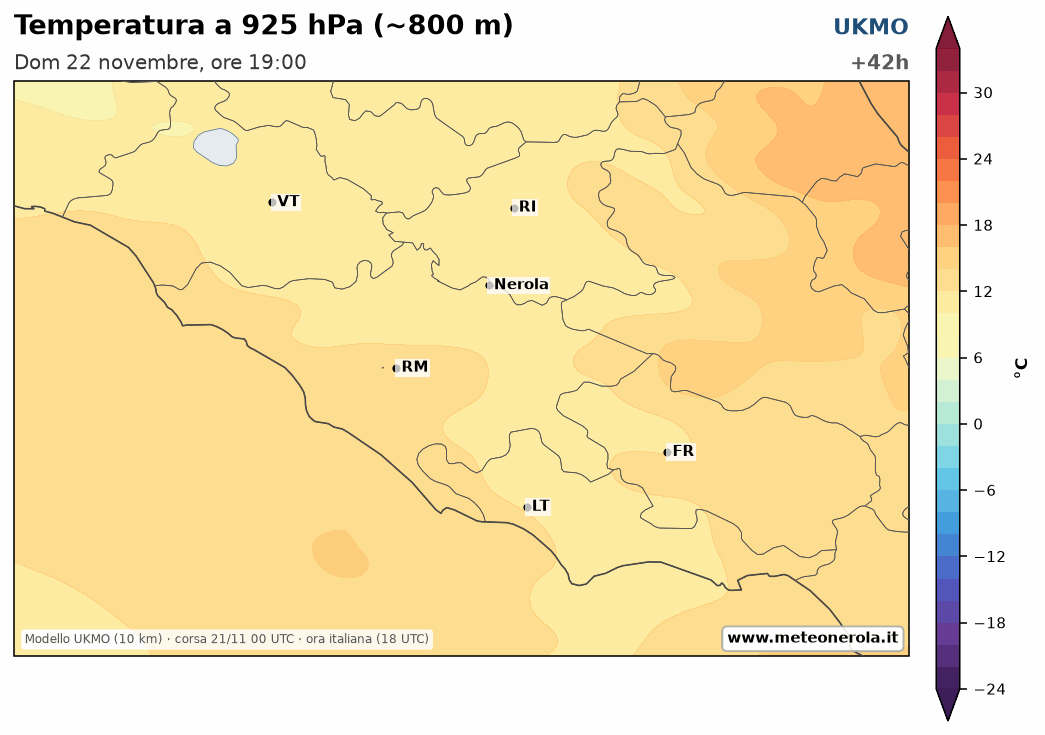 Temperatura a 925 hPa (~800 m)
UKMO
Dom 22 novembre, ore 19:00
+42h
VT
RI
Nerola
RM
FR
LT
Modello UKMO (10 km) · corsa 21/11 00 UTC · ora italiana (18 UTC)
www.meteonerola.it
30
24
18
12
6
0
−6
−12
−18
−24
°C